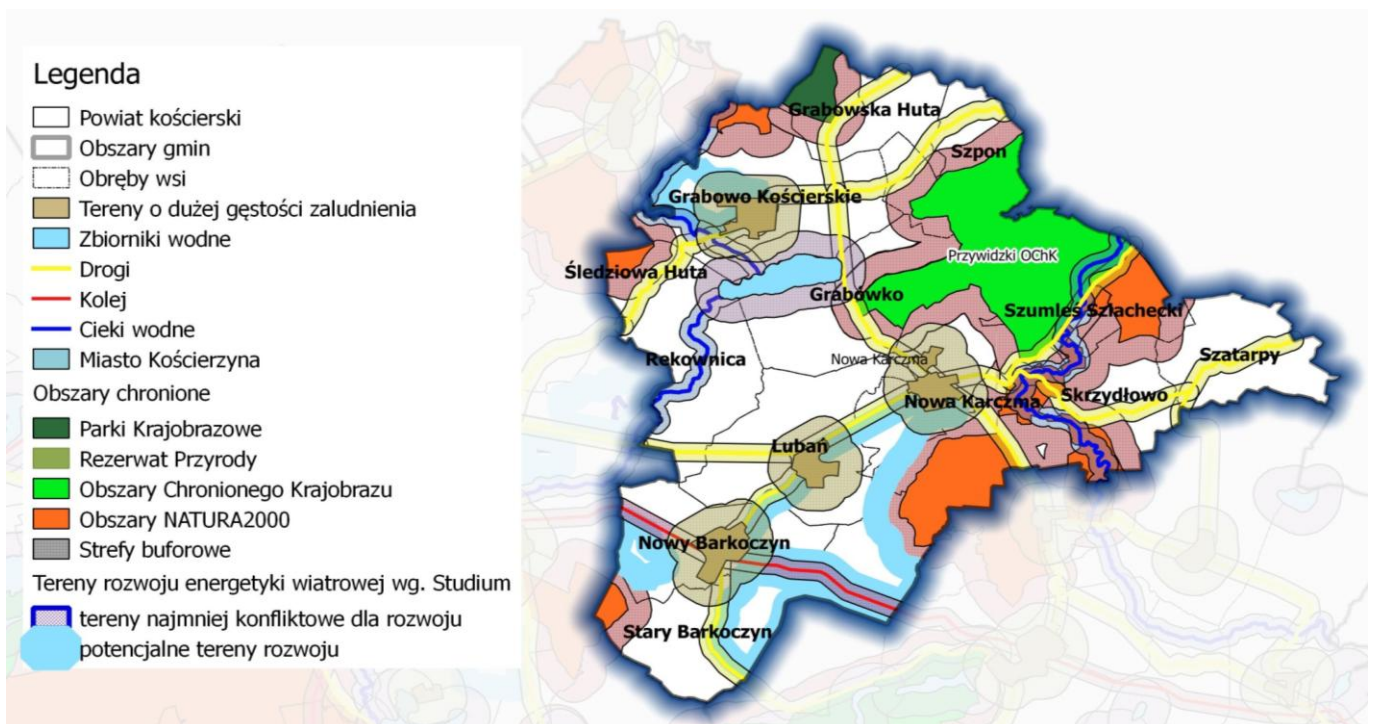 Legenda
Powiat kościerski
Obszary gmin
Obręby wsi
Tereny o dużej gęstości zaludnienia
Zbiorniki wodne
Drogi
Kolej
Cieki wodne
Miasto Kościerzyna
Obszary chronione
Parki Krajobrazowe
Rezerwat Przyrody
Obszary Chronionego Krajobrazu
Obszary NATURA2000
Strefy buforowe
Tereny rozwoju energetyki wiatrowej wg. Studium
tereny najmniej konfliktowe dla rozwoju
potencjalne tereny rozwoju
Grabowska Huta
Szpon
Grabowo Kościerskie
Przywidzki OChK
Śledziowa Huta
Grabówko
Szumleś Szlachecki
Rekownica
Nowa Karczma
Szatarpy
Nowa Karczma
Skrzydłowo
Lubań
Nowy Barkoczyn
Stary Barkoczyn